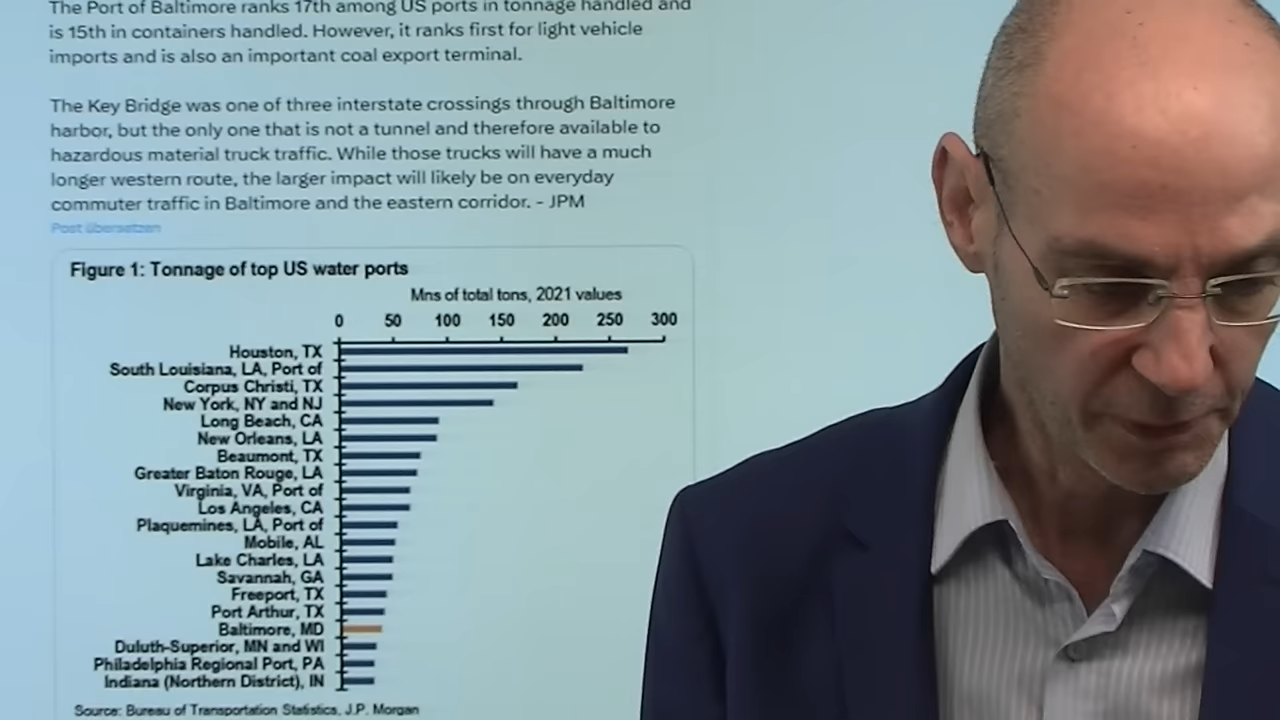 The Port of Baltimore ranks 17th among US ports in tonnage handled and
is 15th in containers handled. However, it ranks first for light vehicle
imports and is also an important coal export terminal.
The Key Bridge was one of three interstate crossings through Baltimore
harbor, but the only one that is not a tunnel and therefore available to
hazardous material truck traffic. While those trucks will have a much
longer western route, the larger impact will likely be on everyday
commuter traffic in Baltimore and the eastern corridor. - JPM
Post übersetzen
Figure 1: Tonnage of top US water ports
Mns of total tons, 2021 values
0 50 100 150 200 250 300
Houston, TX
South Louisiana, LA, Port of
Corpus Christi, TX
New York, NY and NJ
Long Beach, CA
New Orleans, LA
Beaumont, TX
Greater Baton Rouge, LA
Virginia, VA, Port of
Los Angeles, CA
Plaquemines, LA, Port of
Mobile, AL
Lake Charles, LA
Savannah, GA
Freeport, TX
Port Arthur, TX
Baltimore, MD
Duluth-Superior, MN and WI
Philadelphia Regional Port, PA
Indiana (Northern District), IN
Source: Bureau of Transportation Statistics, J.P. Morgan